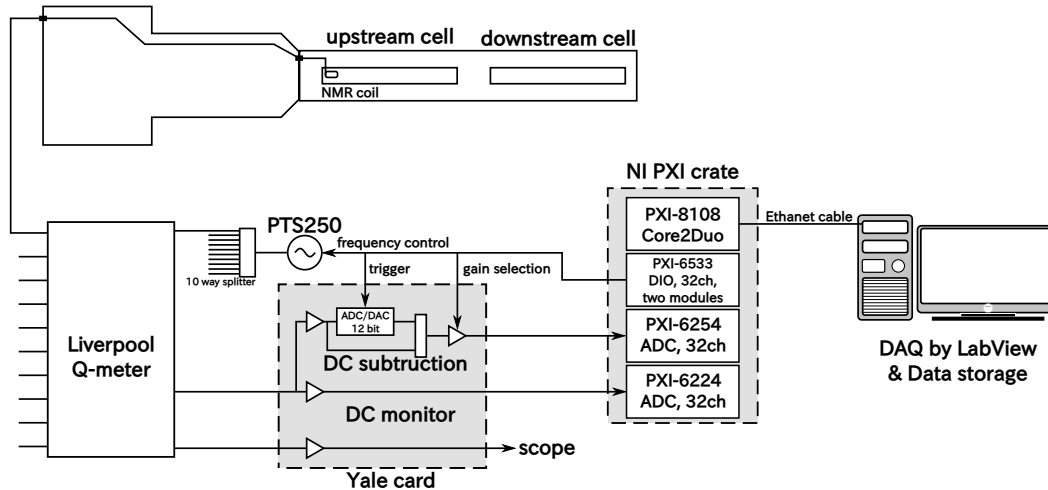 upstream cell
downstream cell
NMR coil
NI PXI crate
PXI-8108
Core2Duo
Ethanet cable
PTS250
frequency control
10 way splitter
trigger
gain selection
PXI-6533
DIO, 32ch,
two modules
ADC/DAC
12 bit
PXI-6254
ADC, 32ch
Liverpool
Q-meter
DC subtruction
DAQ by LabView
& Data storage
PXI-6224
ADC, 32ch
DC monitor
scope
Yale card